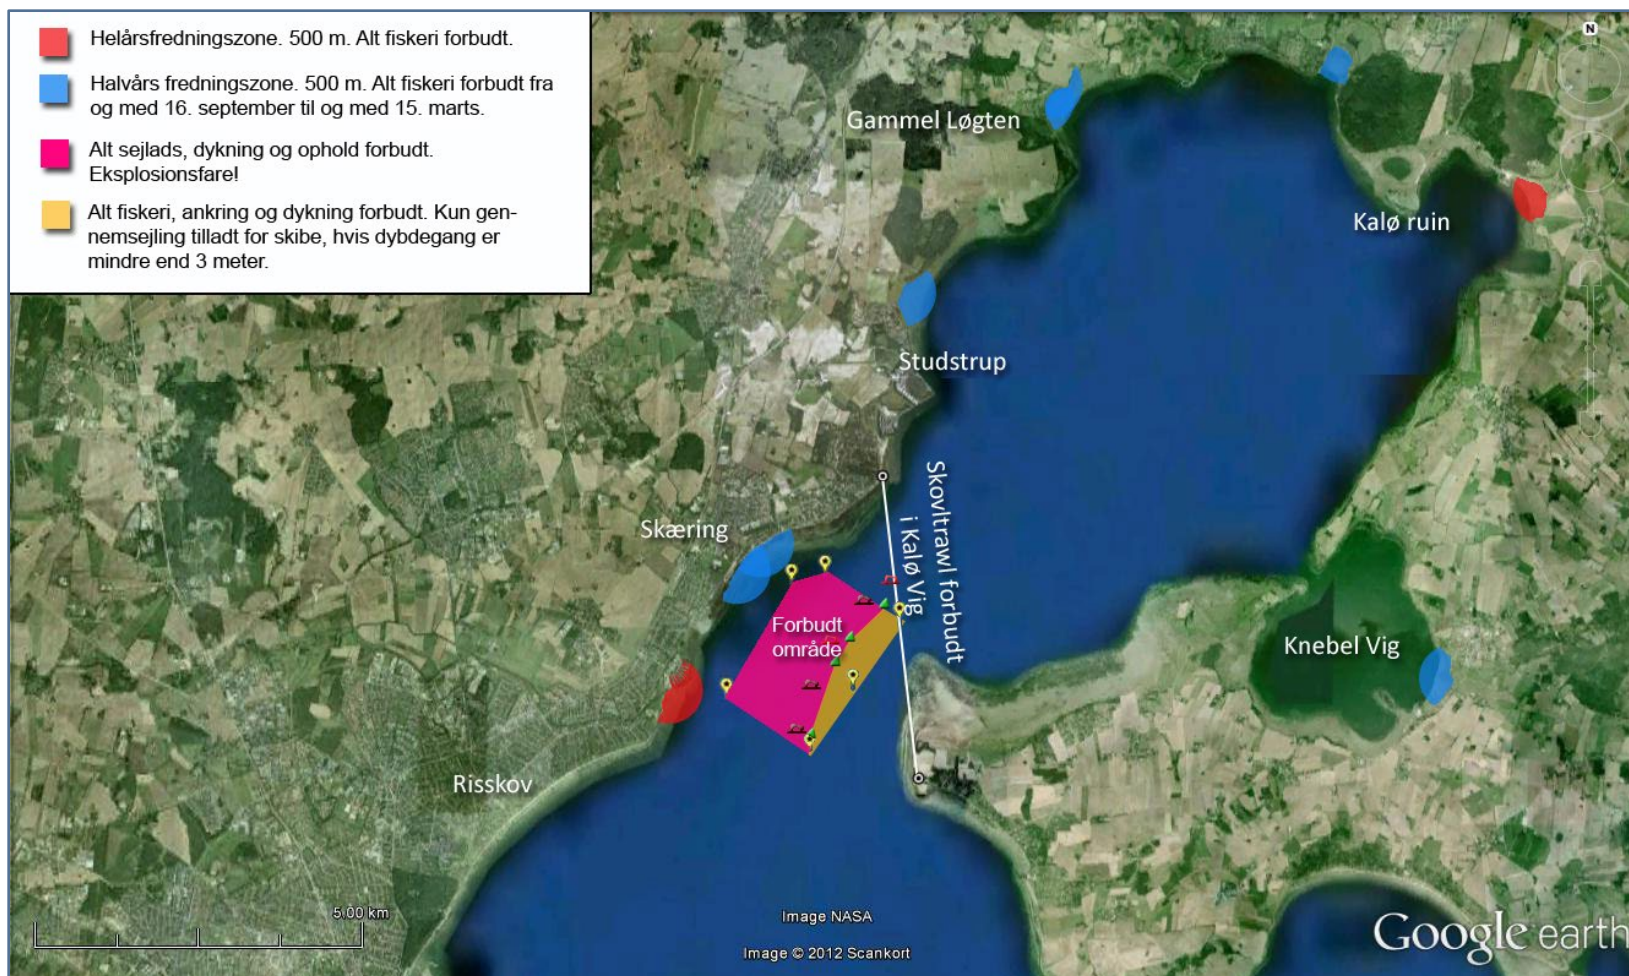 Helårsfredningszone. 500 m. Alt fiskeri forbudt.
Halvårs fredningszone. 500 m. Alt fiskeri forbudt fra
og med 16. september til og med 15. marts.
Alt sejlads, dykning og ophold forbudt.
Eksplosionsfare!
Alt fiskeri, ankring og dykning forbudt. Kun gen-
nemsejling tilladt for skibe, hvis dybdegang er
mindre end 3 meter.
N
Gammel Løgten
Kalø ruin
Studstrup
Skovltrawl forbudt
i Kalø Vig
Skæring
Forbudt
område
Knebel Vig
Risskov
5.00 km
Image NASA
Image © 2012 Scankort
Google earth